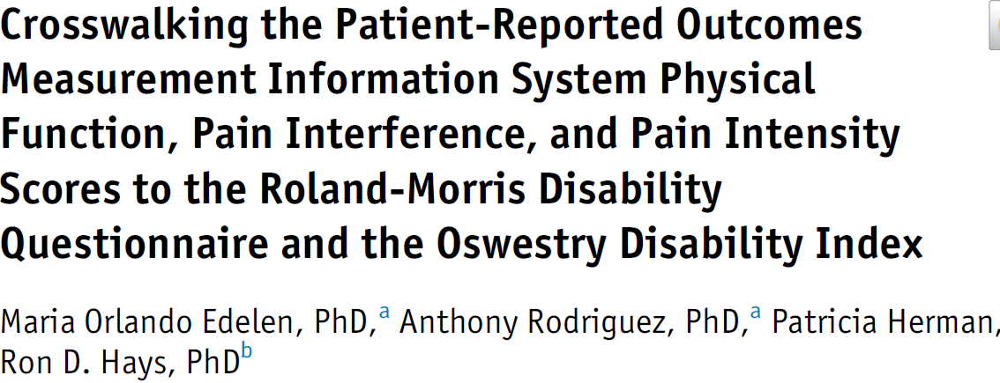 Crosswalking the Patient-Reported Outcomes
Measurement Information System Physical
Function, Pain Interference, and Pain Intensity
Scores to the Roland-Morris Disability
Questionnaire and the Oswestry Disability Index
Maria Orlando Edelen, PhD,a Anthony Rodriguez, PhD,a Patricia Herman,
Ron D. Hays, PhDb